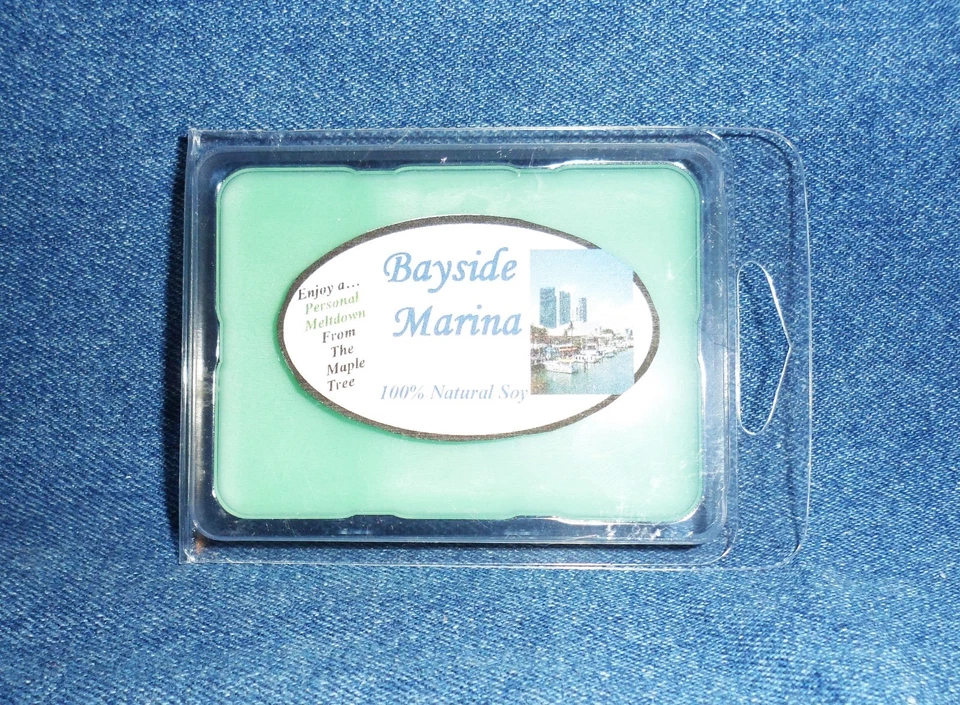 Enjoy a...
Personal
Meltdown
From
The
Maple
Tree
Bayside
Marina
100% Natural Soy